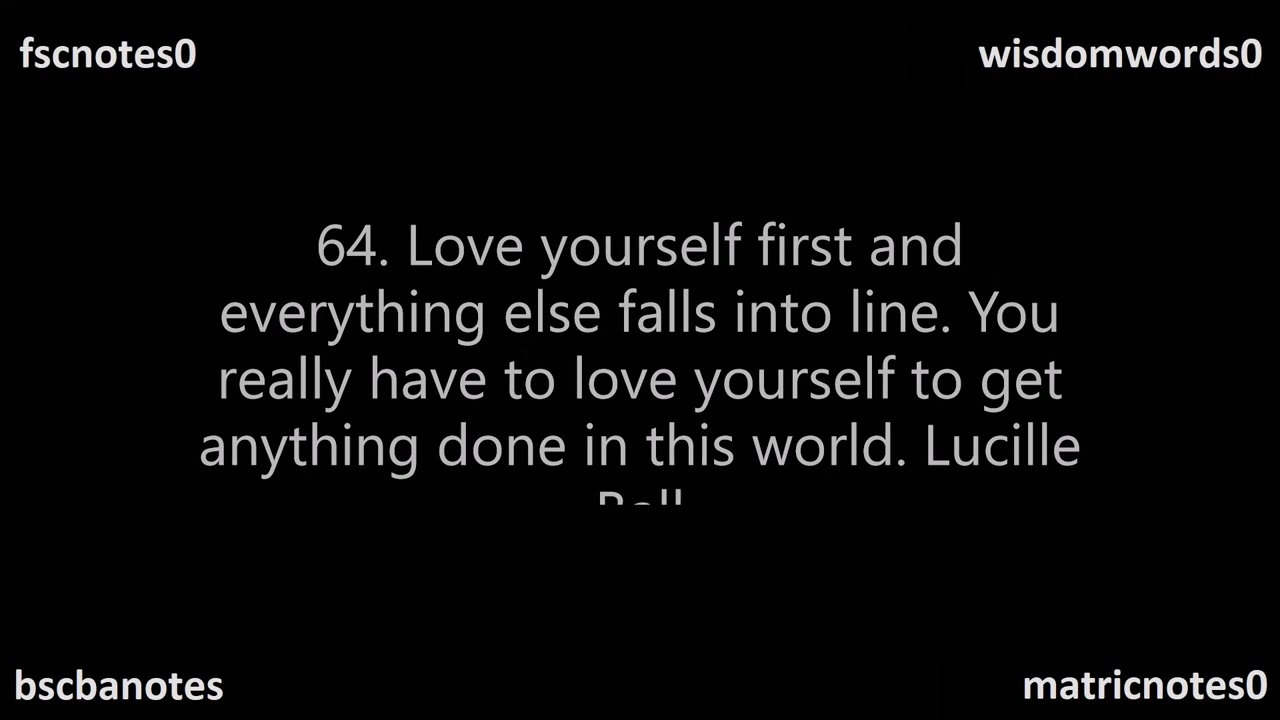 fscnotes0
wisdomwords0
64. Love yourself first and
everything else falls into line. You
really have to love yourself to get
anything done in this world. Lucille
bscbanotes
matricnotes0